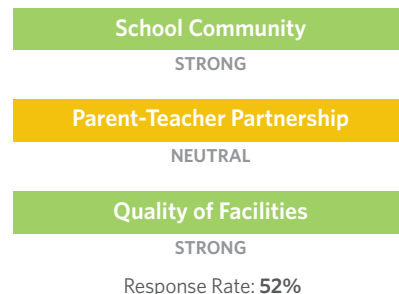 School Community
STRONG
Parent-Teacher Partnership
NEUTRAL
Quality of Facilities
STRONG
Response Rate: 52%